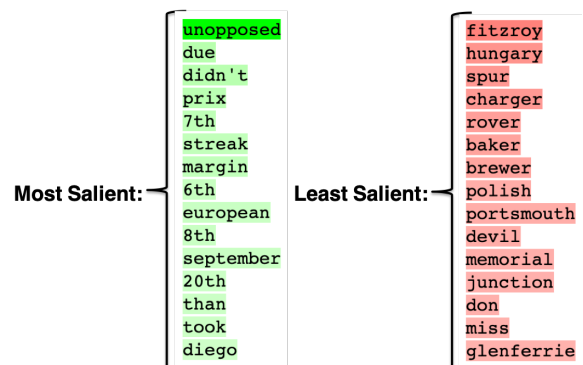 Most Salient:
unopposed
due
didn't
prix
7th
streak
margin
6th
european
8th
september
20th
than
took
diego
Least Salient:
fitzroy
hungary
spur
charger
rover
baker
brewer
polish
portsmouth
devil
memorial
junction
don
miss
glenferrie